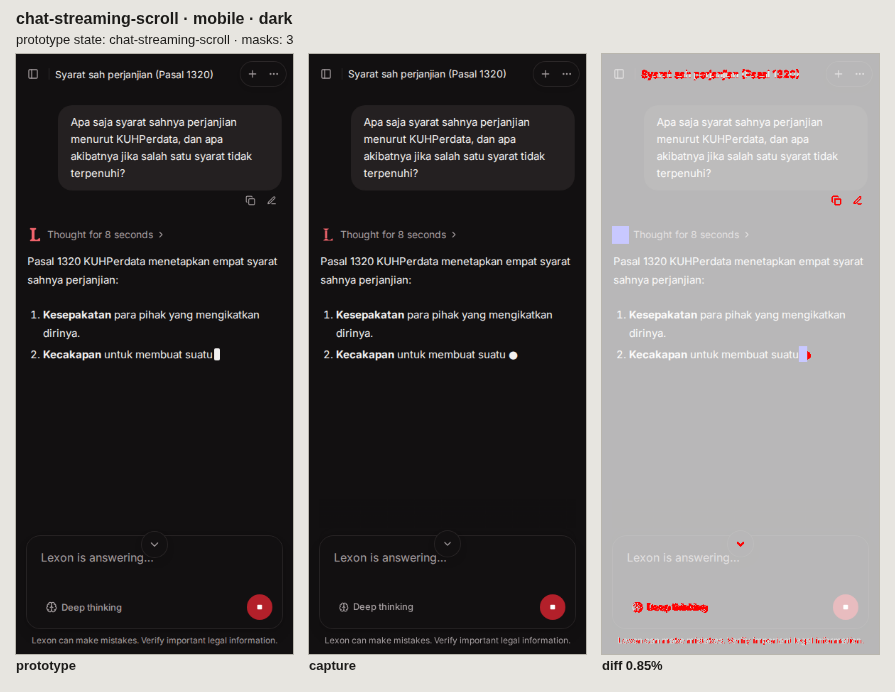 chat-streaming-scroll · mobile · dark
prototype state: chat-streaming-scroll · masks: 3
Syarat sah perjanjian (Pasal 1320)
Apa saja syarat sahnya perjanjian
menurut KUHPerdata, dan apa
akibatnya jika salah satu syarat tidak
terpenuhi?
L Thought for 8 seconds
Pasal 1320 KUHPerdata menetapkan empat syarat
sahnya perjanjian:
1. Kesepakatan para pihak yang mengikatkan
dirinya.
2. Kecakapan untuk membuat suatu
Lexon is answering...
Deep thinking
Lexon can make mistakes. Verify important legal information.
prototype
Syarat sah perjanjian (Pasal 1320)
Apa saja syarat sahnya perjanjian
menurut KUHPerdata, dan apa
akibatnya jika salah satu syarat tidak
terpenuhi?
L Thought for 8 seconds
Pasal 1320 KUHPerdata menetapkan empat syarat
sahnya perjanjian:
1. Kesepakatan para pihak yang mengikatkan
dirinya.
2. Kecakapan untuk membuat suatu
Lexon is answering...
Deep thinking
Lexon can make mistakes. Verify important legal information.
capture
Syarat sah perjanjian (Pasal 1320)
Apa saja syarat sahnya perjanjian
menurut KUHPerdata, dan apa
akibatnya jika salah satu syarat tidak
terpenuhi?
Thought for 8 seconds
Pasal 1320 KUHPerdata menetapkan empat syarat
sahnya perjanjian:
1. Kesepakatan para pihak yang mengikatkan
dirinya.
2. Kecakapan untuk membuat suatu
Lexon is answering...
diff 0.85%